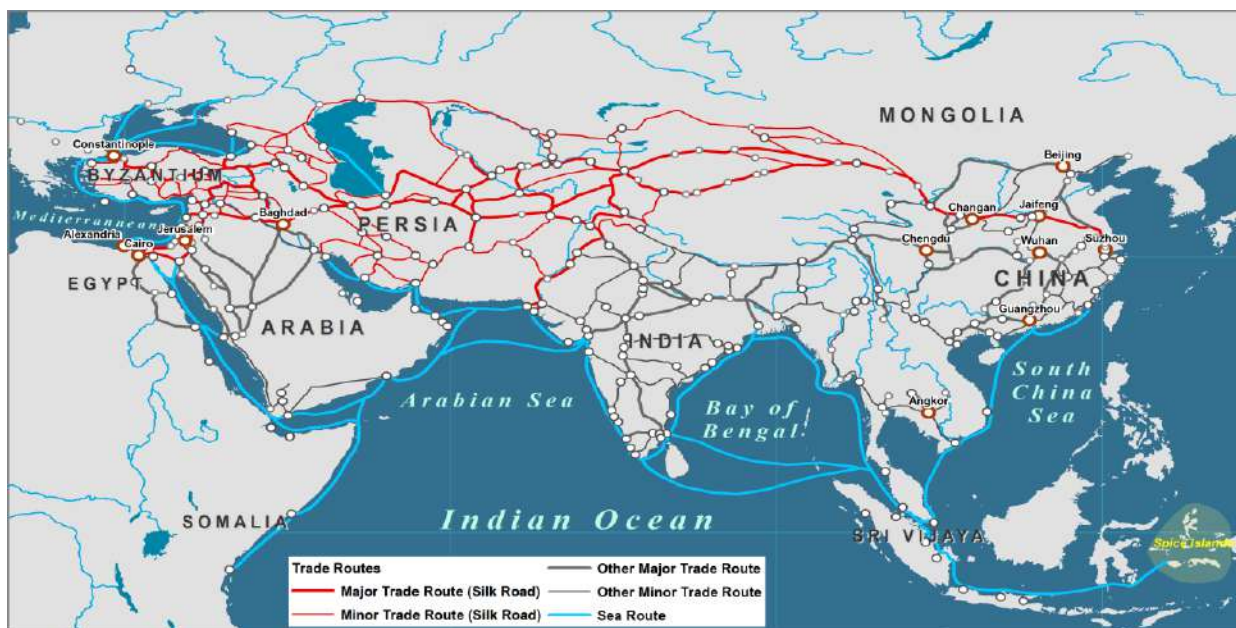 MONGOLIA
Constantinople
BYZANTIUM
Beijing
Mediterrannean
Baghdad
PERSIA
Changan
Jaifeng
Alexandria
Jerusalem
Cairo
Chengdu
Wuhan
Suzhou
EGYPT
CHINA
ARABIA
INDIA
Guangzhou
Arabian Sea
Bay of
Bengal
South
China
Sea
Angkor
SOMALIA
Indian Ocean
SRI VIJAYA
Spice Islands
Trade Routes
Major Trade Route (Silk Road)
Minor Trade Route (Silk Road)
Other Major Trade Route
Other Minor Trade Route
Sea Route